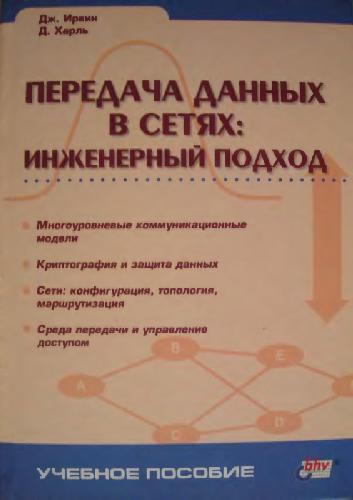 Дж. Ирвин
Д. Харль
ПЕРЕДАЧА ДАННЫХ
В СЕТЯХ:
ИНЖЕНЕРНЫЙ ПОДХОД
Многоуровневые коммуникационные
модели
Криптография и защита данных
Сети: конфигурация, топология,
маршрутизация
Среда передачи и управление
доступом
B
E
A
C
D
bhv
УЧЕБНОЕ ПОСОБИЕ